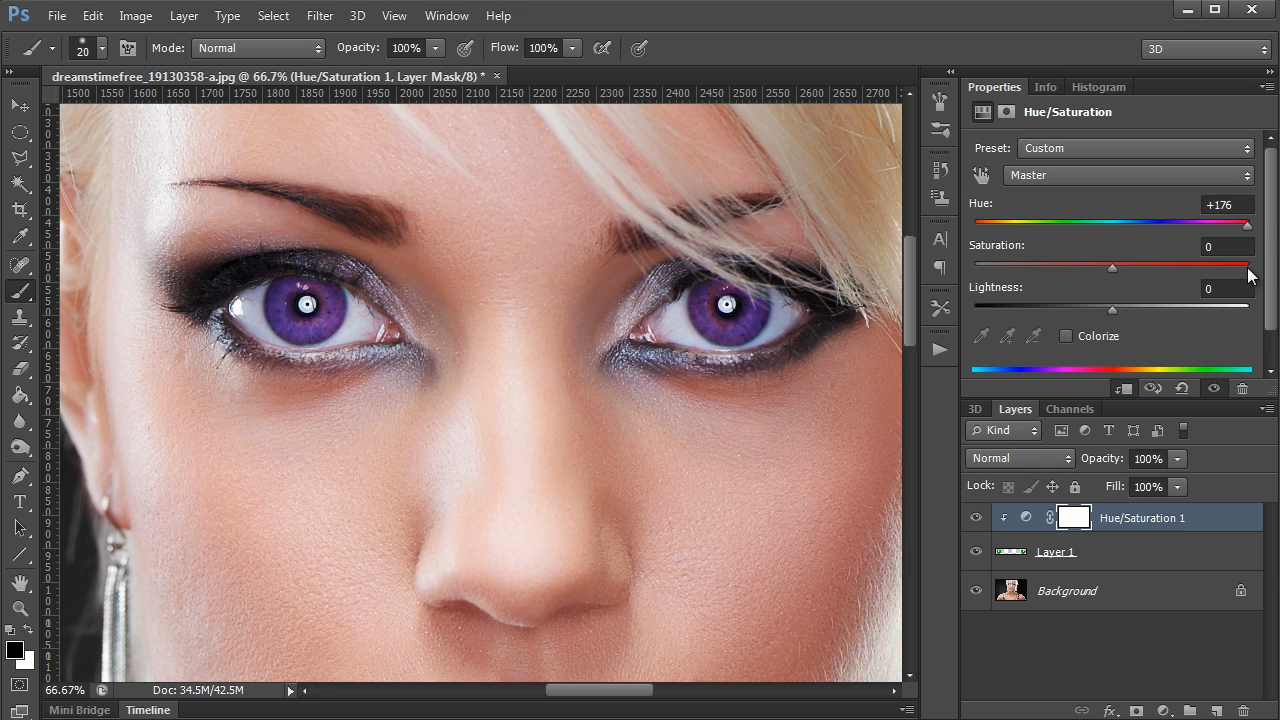 Ps File Edit Image Layer Type Select Filter 3D View Window Help
20 Mode: Normal Opacity: 100% Flow: 100% 3D
dreamstimefree_19130358-a.jpg @ 66.7% (Hue/Saturation 1, Layer Mask/8) * ×
1500 1550 1600 1650 1700 1750 1800 1850 1900 1950 2000 2050 2100 2150 2200 2250 2300 2350 2400 2450 2500 2550 2600 2650 2700
Properties Info Histogram
Hue/Saturation
Preset: Custom
Master
Hue: +176
Saturation: 0
Lightness: 0
Colorize
3D Layers Channels
Kind
Normal Opacity: 100%
Lock: Fill: 100%
Hue/Saturation 1
Layer 1
Background
66.67% Doc: 34.5M/42.5M
Mini Bridge Timeline